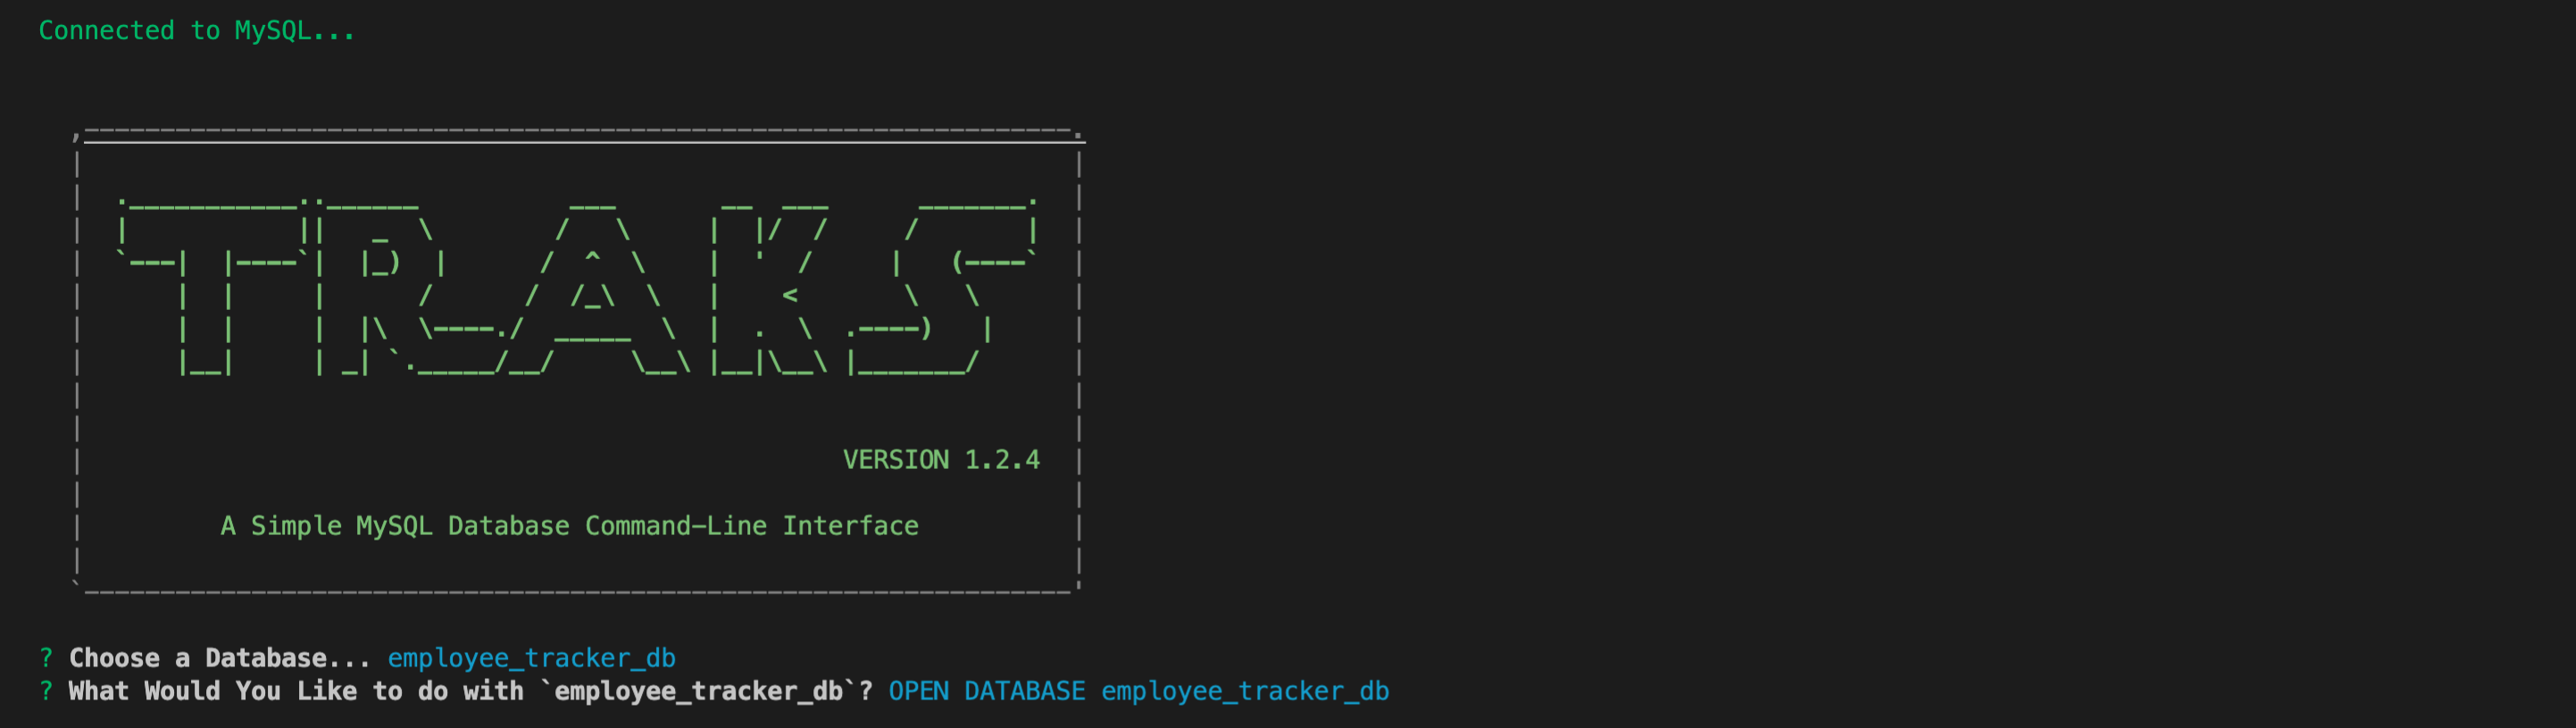 Connected to MySQL...
TRAKS
VERSION 1.2.4
A Simple MySQL Database Command-Line Interface
? Choose a Database... employee_tracker_db
? What Would You Like to do with `employee_tracker_db`? OPEN DATABASE employee_tracker_db